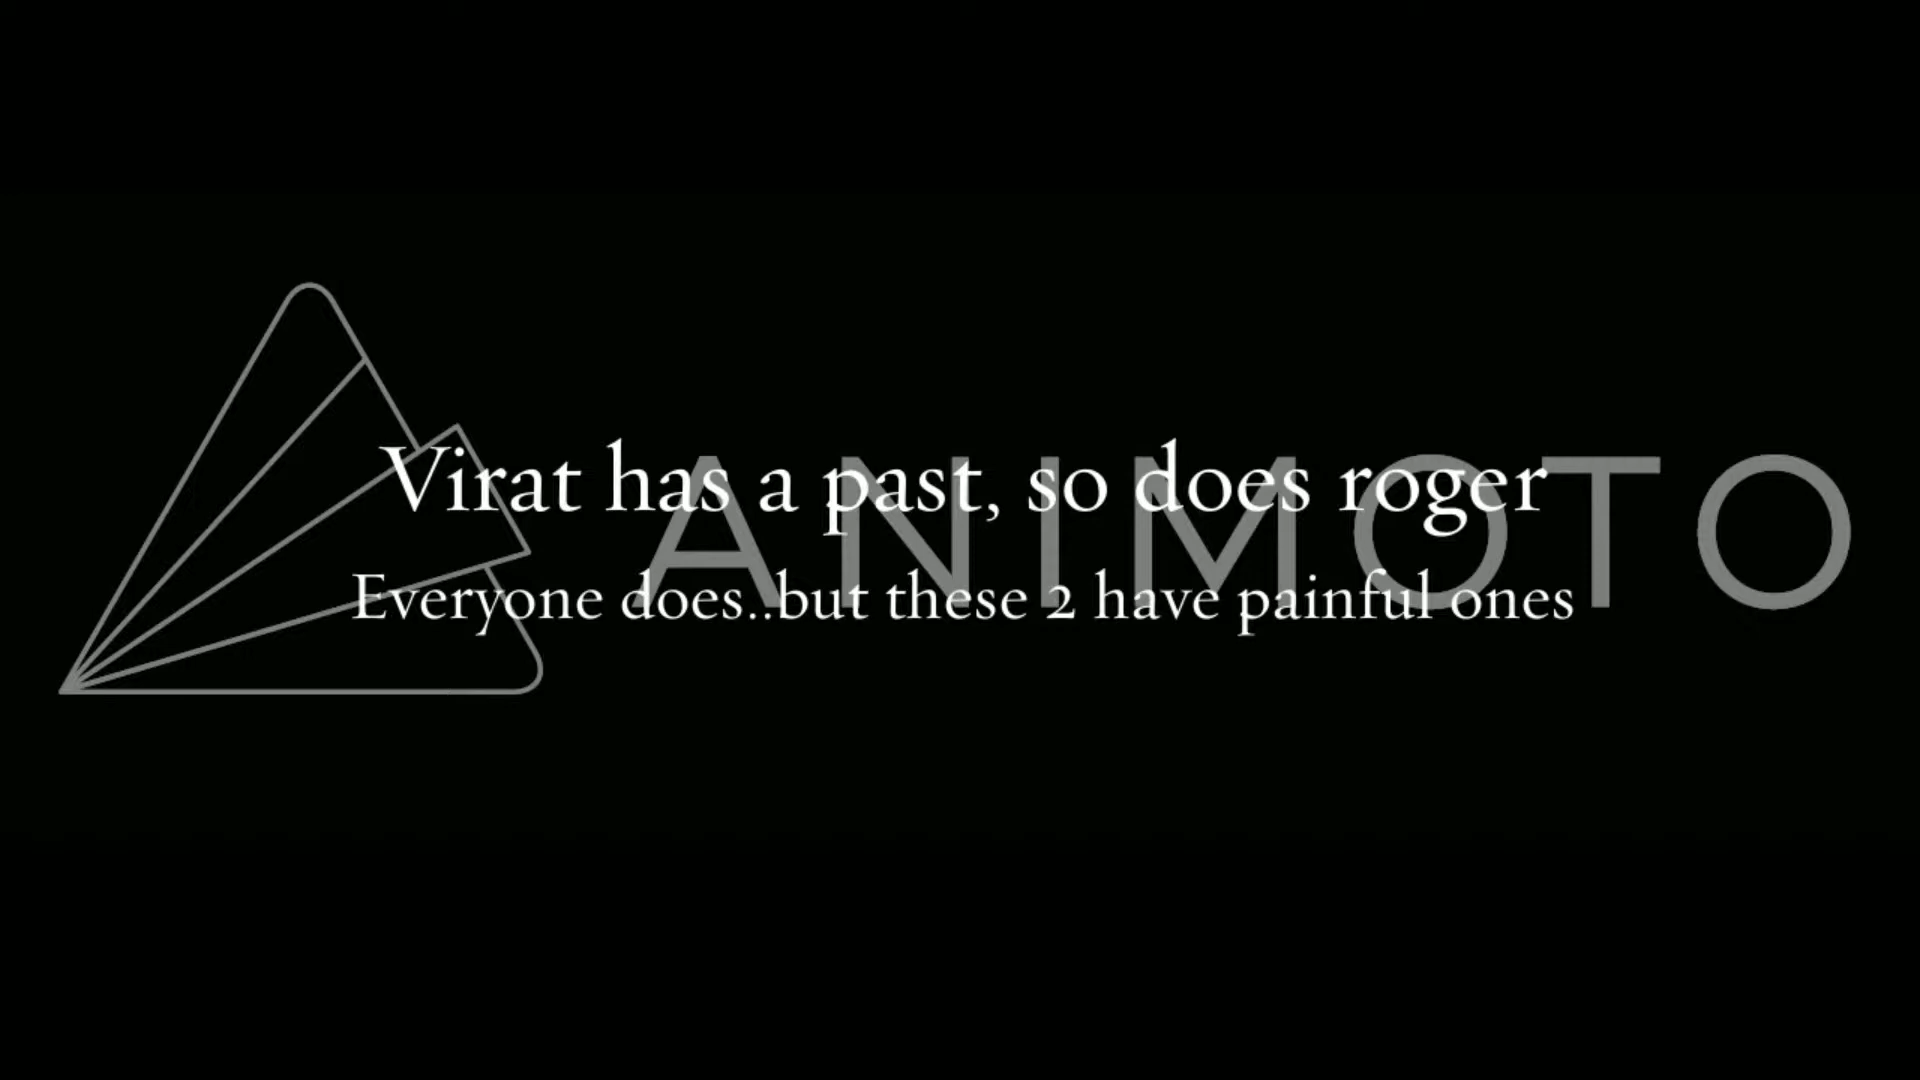 Virat has a past, so does roger
ANIMOTO
Everyone does..but these 2 have painful ones